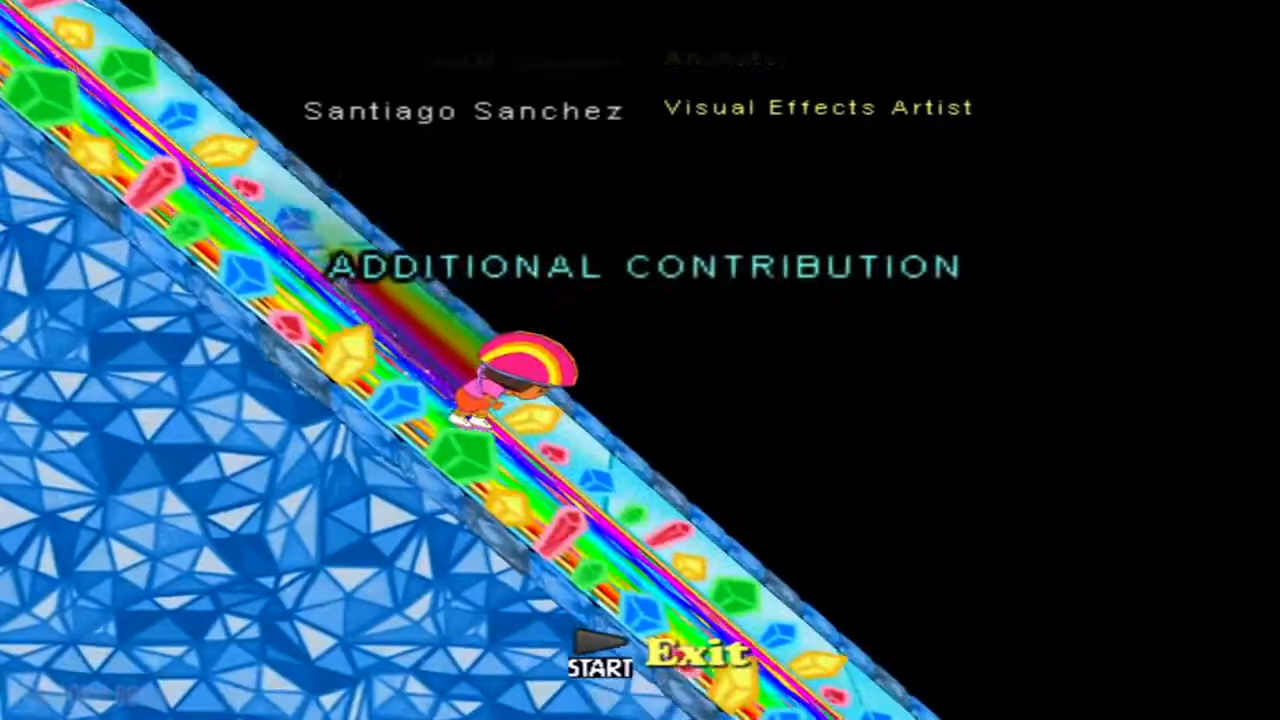 Santiago Sanchez Visual Effects Artist
ADDITIONAL CONTRIBUTION
START Exit